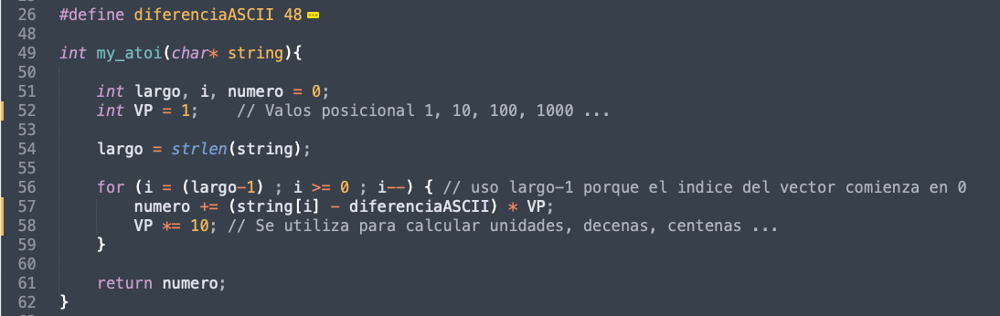 26 #define diferenciaASCII 48
48
49 int my_atoi(char* string){
50
51 int largo, i, numero = 0;
52 int VP = 1; // Valos posicional 1, 10, 100, 1000 ...
53
54 largo = strlen(string);
55
56 for (i = (largo-1) ; i >= 0 ; i--) { // uso largo-1 porque el indice del vector comienza en 0
57 numero += (string[i] - diferenciaASCII) * VP;
58 VP *= 10; // Se utiliza para calcular unidades, decenas, centenas ...
59 }
60
61 return numero;
62 }